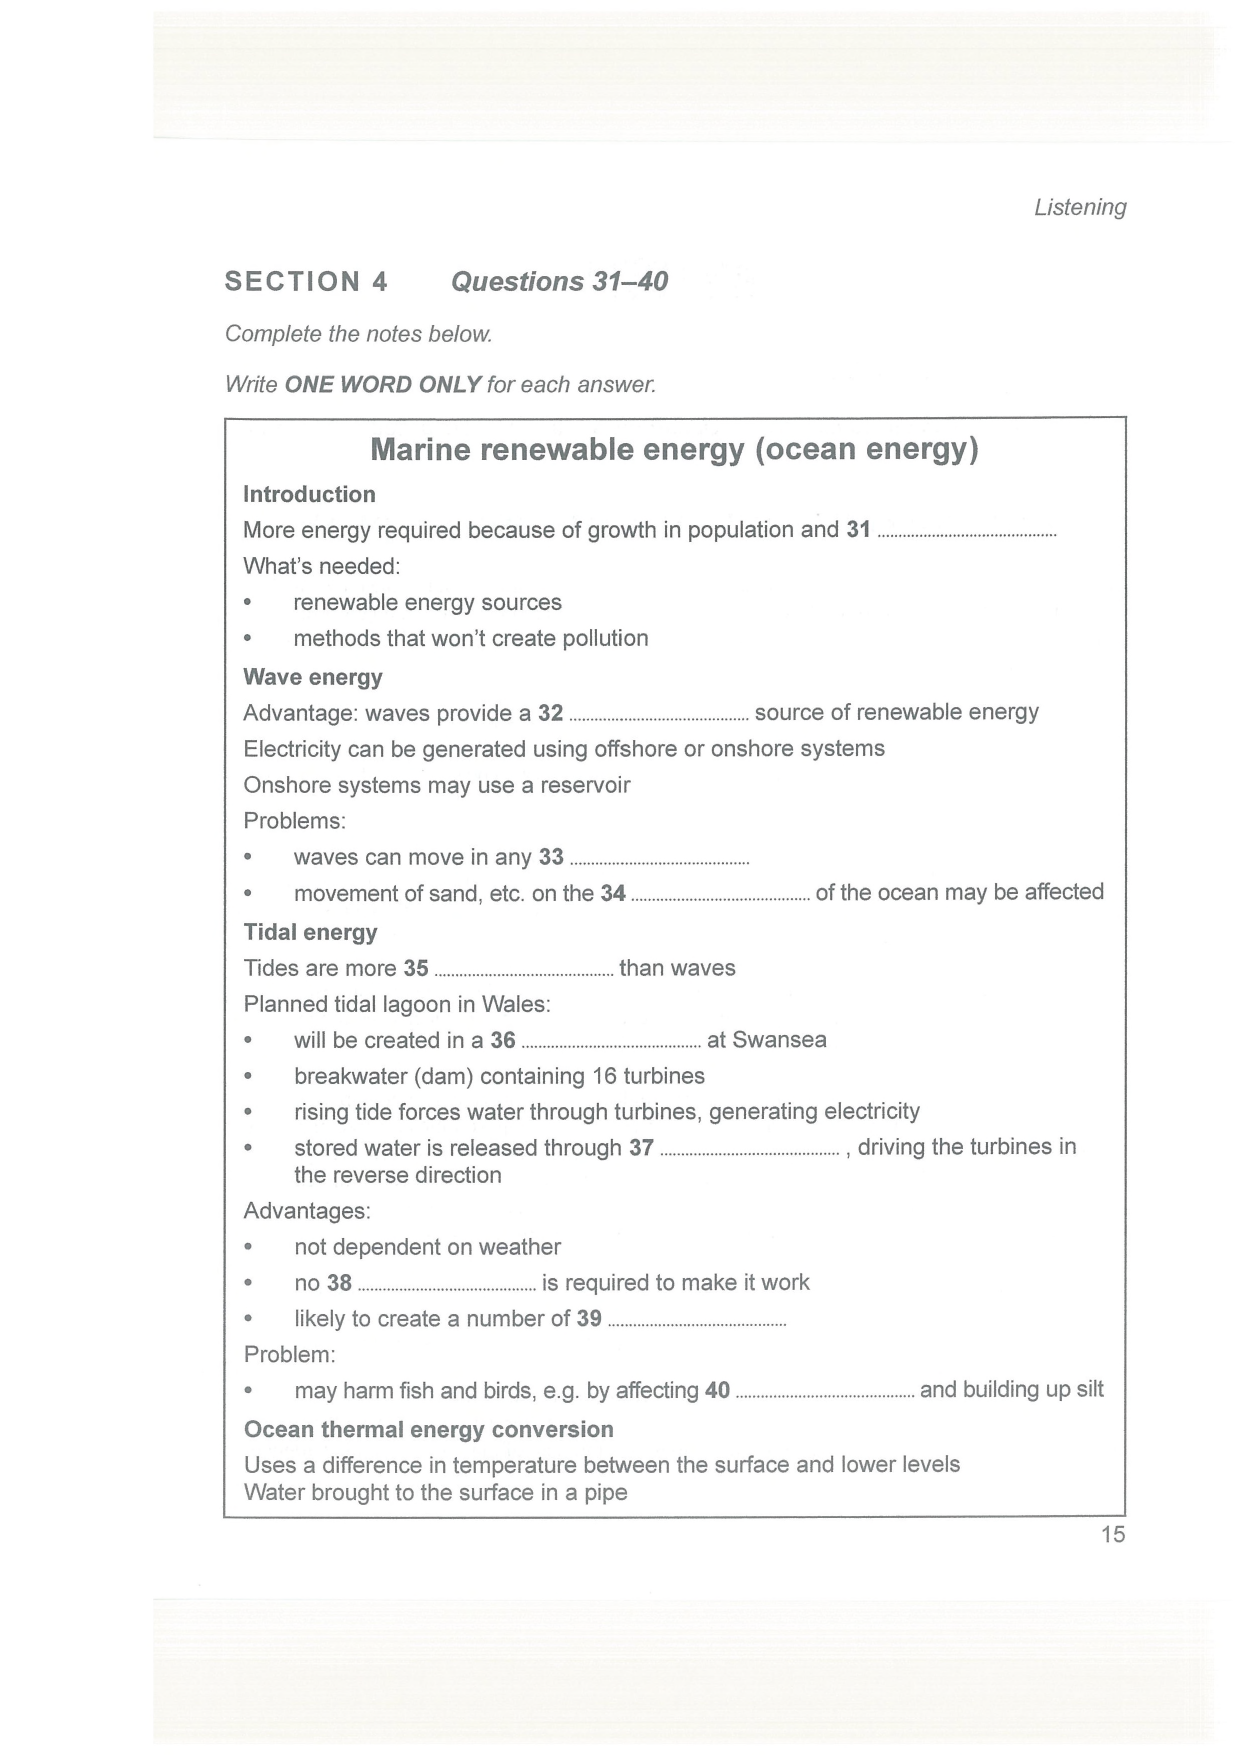 Listening
SECTION 4 Questions 31–40
Complete the notes below.
Write ONE WORD ONLY for each answer.
Marine renewable energy (ocean energy)
Introduction
More energy required because of growth in population and 31 ..........................................
What's needed:
• renewable energy sources
• methods that won't create pollution
Wave energy
Advantage: waves provide a 32 .......................................... source of renewable energy
Electricity can be generated using offshore or onshore systems
Onshore systems may use a reservoir
Problems:
• waves can move in any 33 ..........................................
• movement of sand, etc. on the 34 .......................................... of the ocean may be affected
Tidal energy
Tides are more 35 .......................................... than waves
Planned tidal lagoon in Wales:
• will be created in a 36 .......................................... at Swansea
• breakwater (dam) containing 16 turbines
• rising tide forces water through turbines, generating electricity
• stored water is released through 37 .......................................... , driving the turbines in
the reverse direction
Advantages:
• not dependent on weather
• no 38 .......................................... is required to make it work
• likely to create a number of 39 ..........................................
Problem:
• may harm fish and birds, e.g. by affecting 40 .......................................... and building up silt
Ocean thermal energy conversion
Uses a difference in temperature between the surface and lower levels
Water brought to the surface in a pipe
15